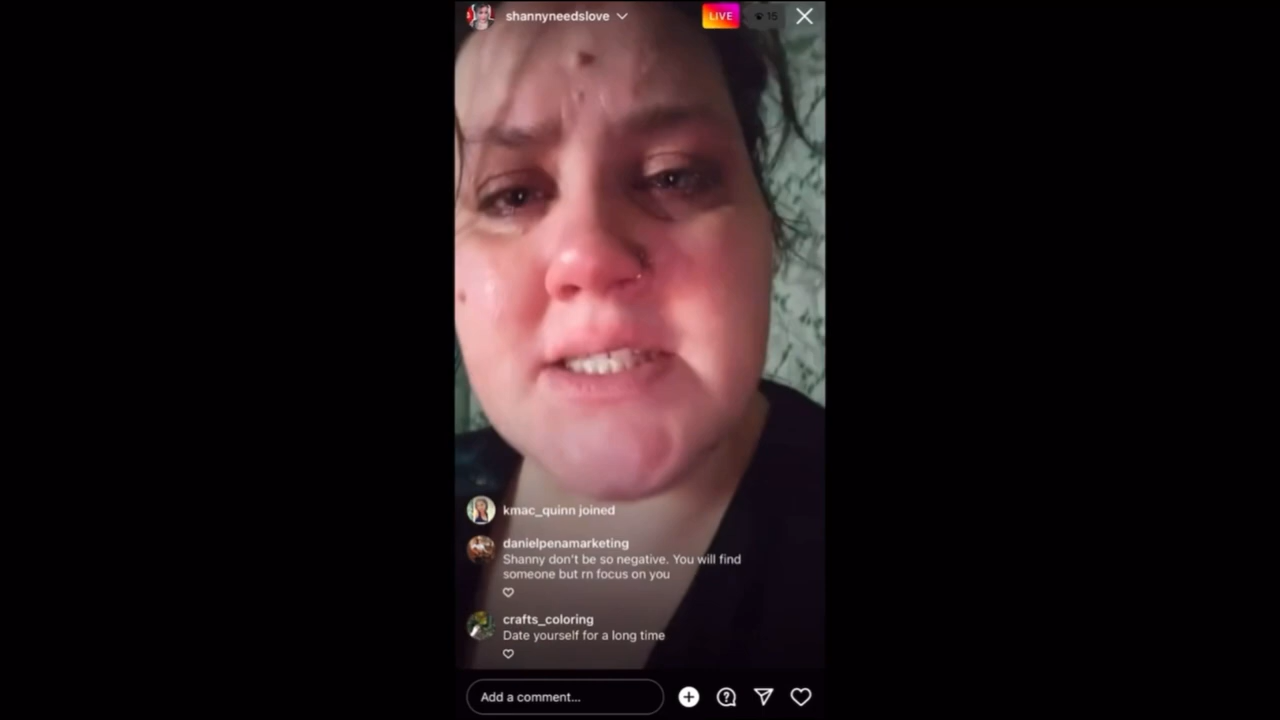 shannyneedslove
LIVE
15
kmac_quinn joined
danielpenamarketing
Shanny don't be so negative. You will find
someone but rn focus on you
crafts_coloring
Date yourself for a long time
Add a comment...